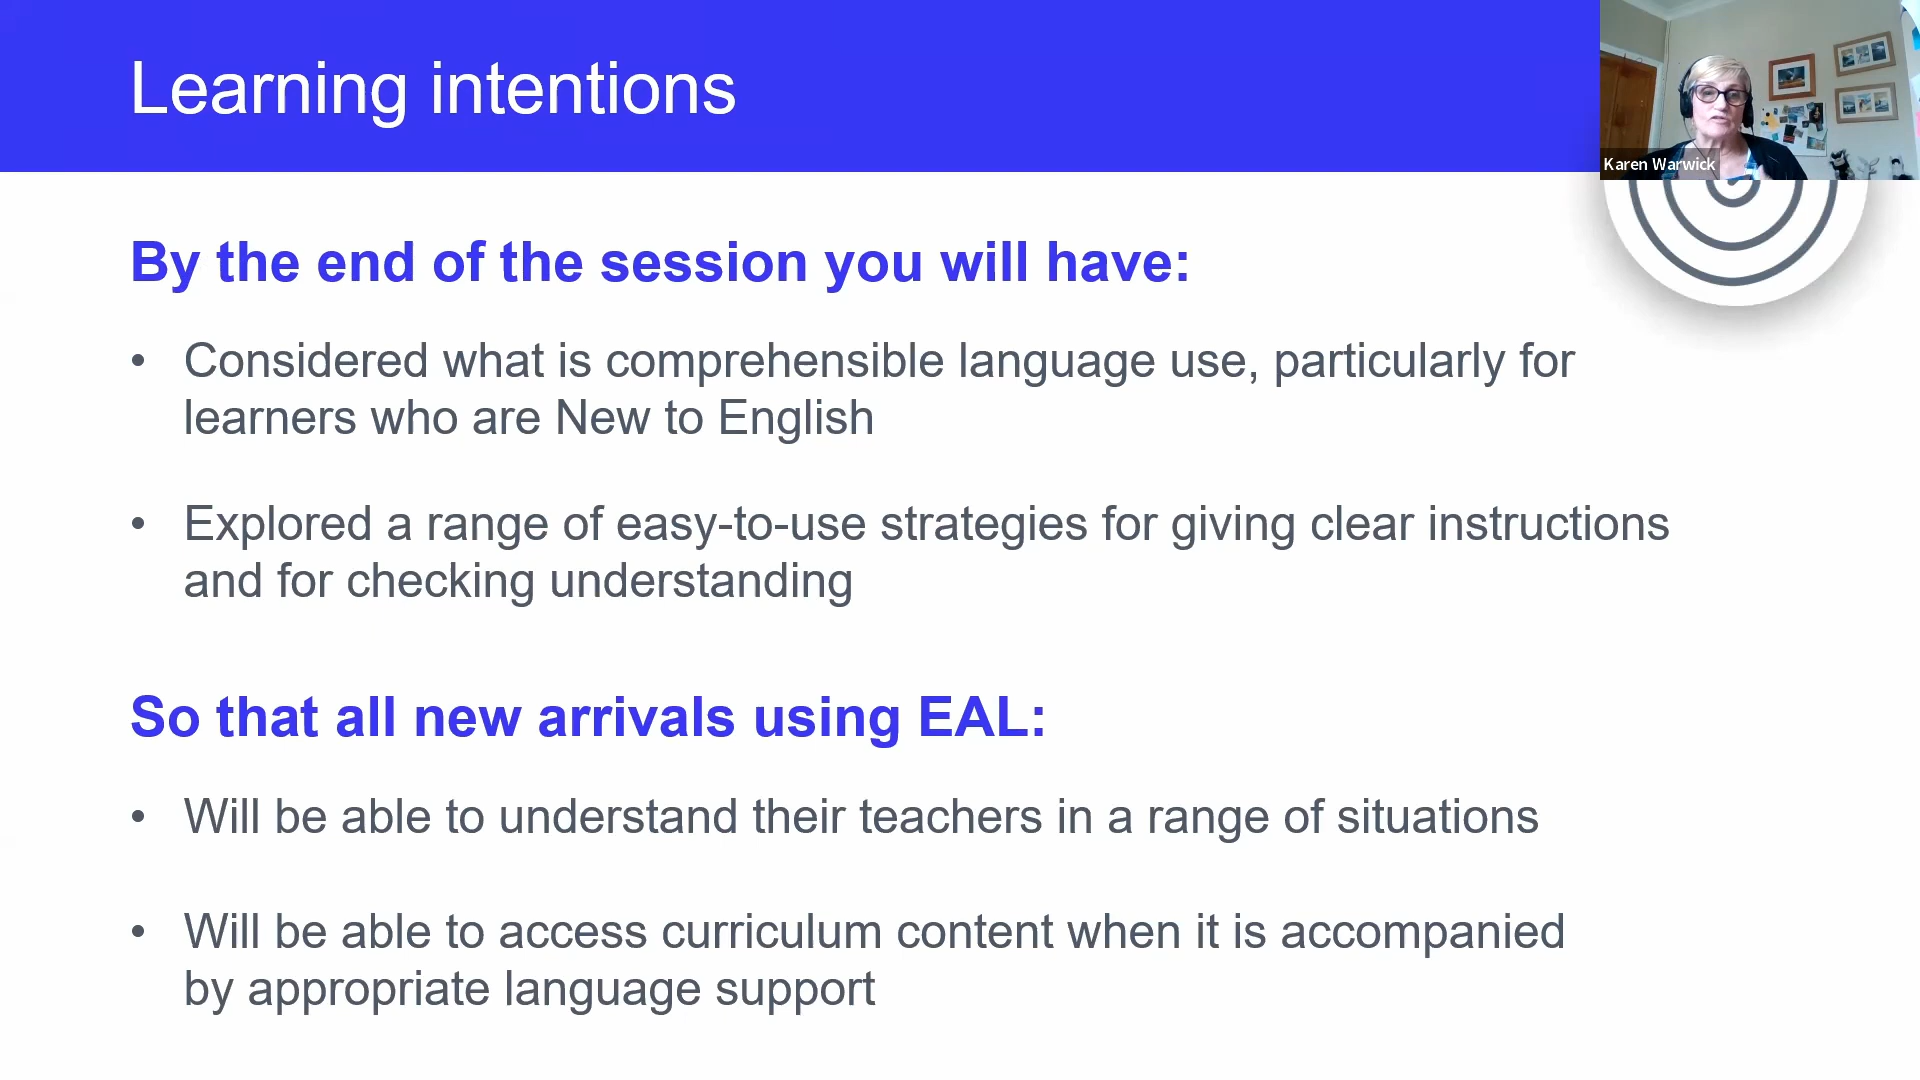 Learning intentions
Karen Warwick
By the end of the session you will have:
• Considered what is comprehensible language use, particularly for
learners who are New to English
• Explored a range of easy-to-use strategies for giving clear instructions
and for checking understanding
So that all new arrivals using EAL:
• Will be able to understand their teachers in a range of situations
• Will be able to access curriculum content when it is accompanied
by appropriate language support